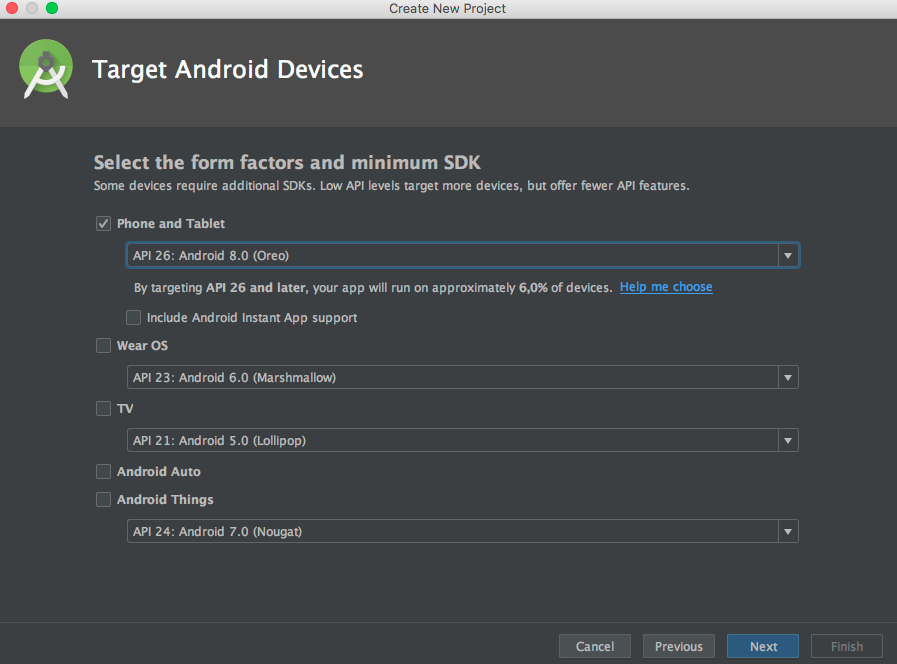 Create New Project
Target Android Devices
Select the form factors and minimum SDK
Some devices require additional SDKs. Low API levels target more devices, but offer fewer API features.
Phone and Tablet
API 26: Android 8.0 (Oreo)
By targeting API 26 and later, your app will run on approximately 6,0% of devices. Help me choose
Include Android Instant App support
Wear OS
API 23: Android 6.0 (Marshmallow)
TV
API 21: Android 5.0 (Lollipop)
Android Auto
Android Things
API 24: Android 7.0 (Nougat)
Cancel Previous Next Finish